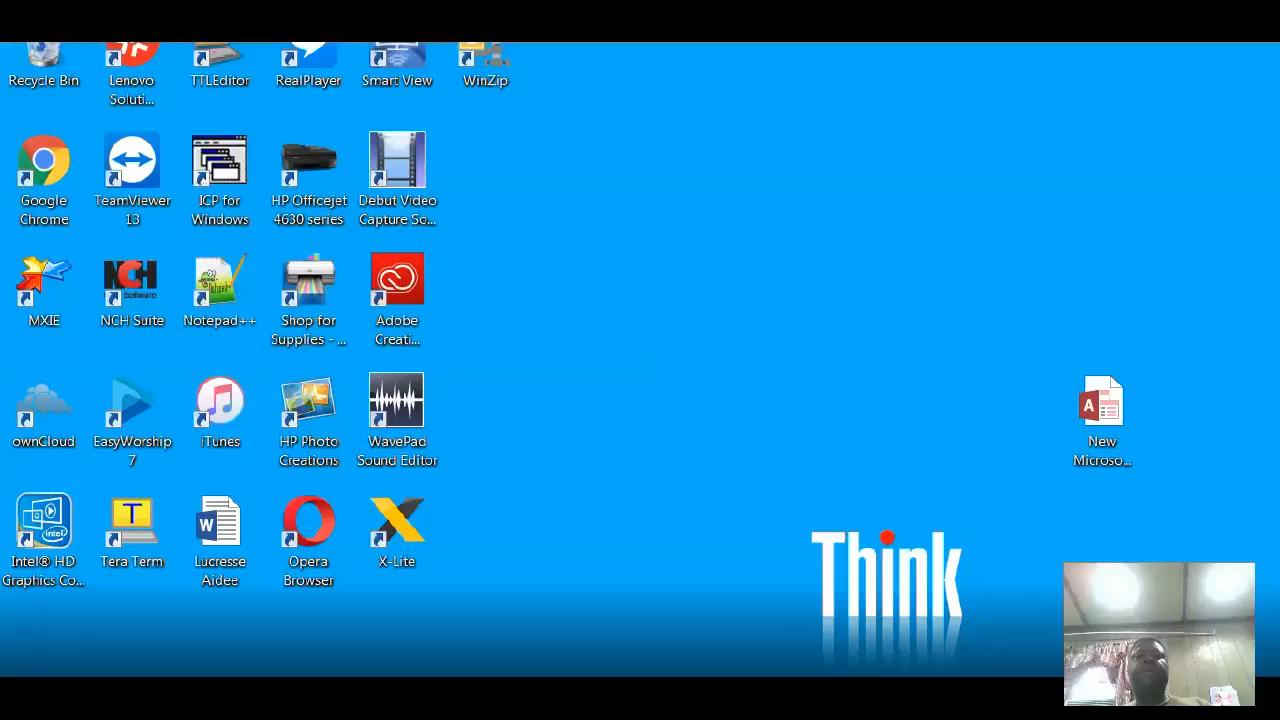 Recycle Bin
Lenovo
Soluti...
TTLEditor
RealPlayer
Smart View
WinZip
Google
Chrome
TeamViewer
13
ICP for
Windows
HP Officejet
4630 series
Debut Video
Capture So...
MXIE
NCH
Software
NCH Suite
Notepad++
Shop for
Supplies - ...
Adobe
Creati...
ownCloud
EasyWorship
7
iTunes
HP Photo
Creations
WavePad
Sound Editor
A
New
Microso...
intel
Intel® HD
Graphics Co...
T
Tera Term
W
Lucresse
Aidee
Opera
Browser
X-Lite
Think